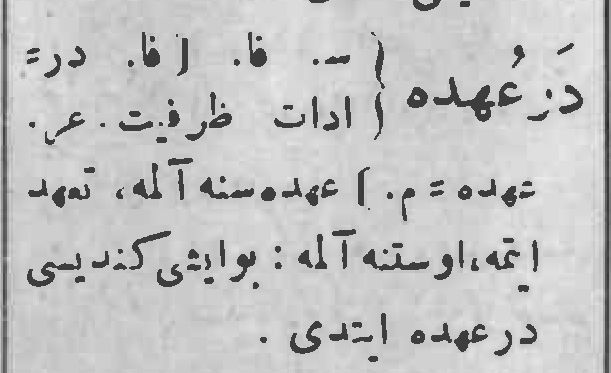 دَرعُهده ( س. فا. [ فا. در =
( ادات ظرفیت. عر.
عهده = م. ] عهده‌سنه آلمه، تعهد
ایتمه، اوستنه آلمه : بو ایشی کندیسی
درعهده ایتدی .